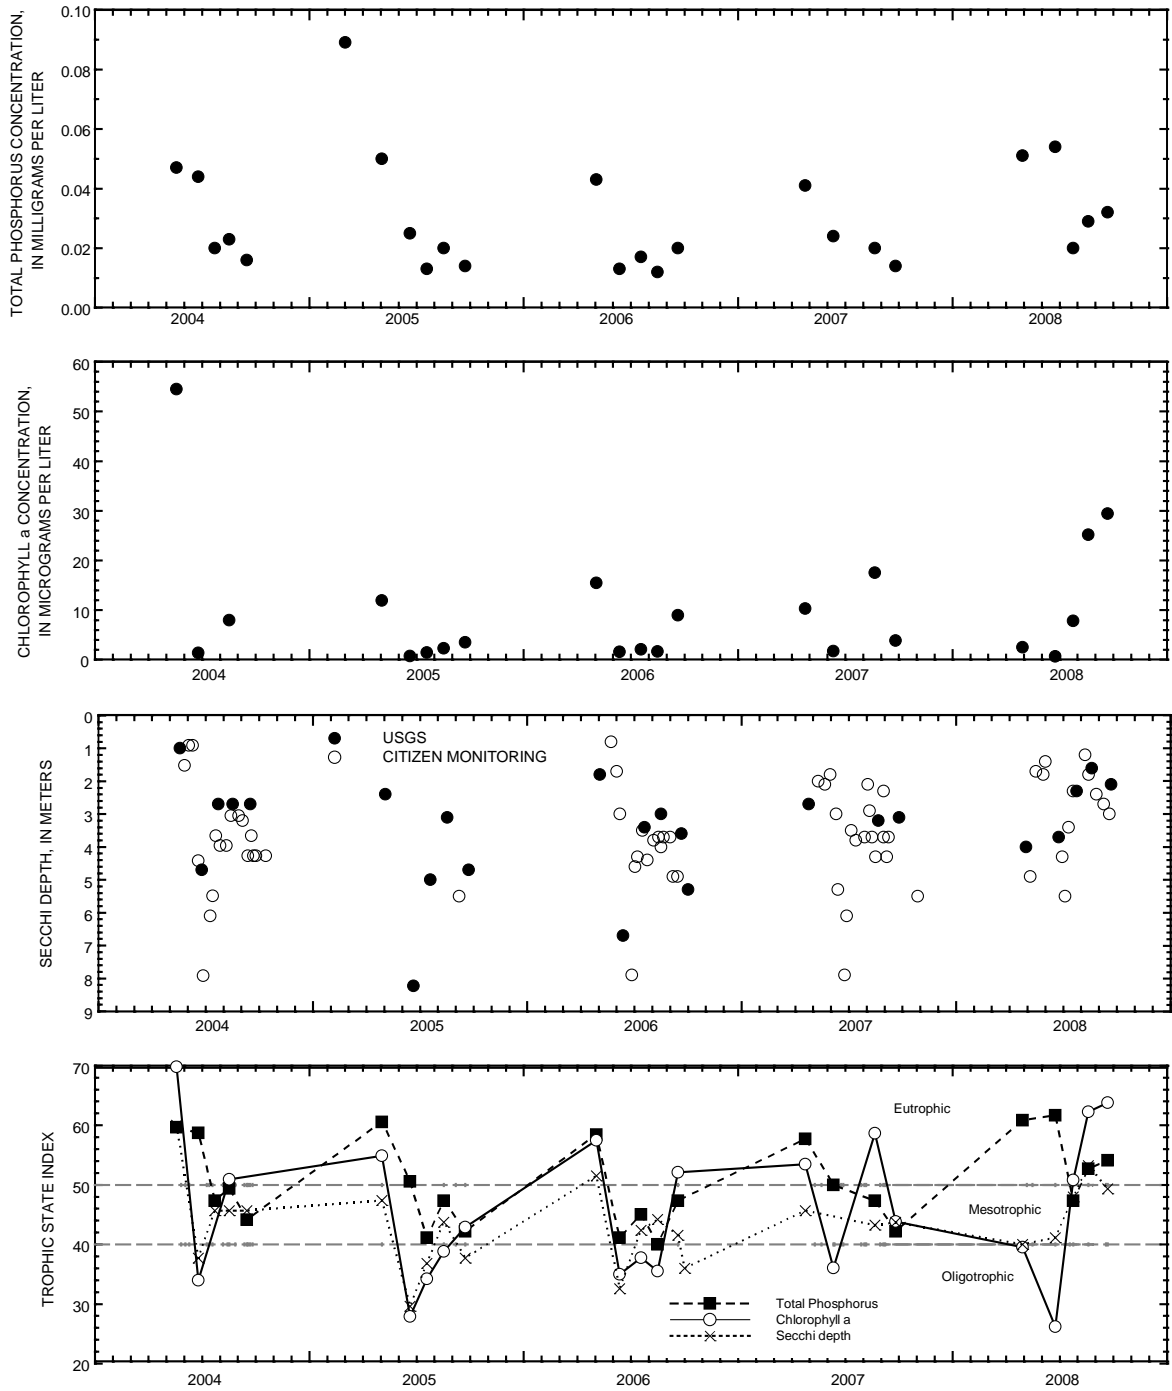 TOTAL PHOSPHORUS CONCENTRATION,
IN MILLIGRAMS PER LITER
0.10
0.08
0.06
0.04
0.02
0.00
2004 2005 2006 2007 2008
CHLOROPHYLL a CONCENTRATION,
IN MICROGRAMS PER LITER
60
50
40
30
20
10
0
2004 2005 2006 2007 2008
SECCHI DEPTH, IN METERS
0
1
2
3
4
5
6
7
8
9
USGS
CITIZEN MONITORING
2004 2005 2006 2007 2008
TROPHIC STATE INDEX
70
60
50
40
30
20
Eutrophic
Mesotrophic
Oligotrophic
Total Phosphorus
Chlorophyll a
Secchi depth
2004 2005 2006 2007 2008